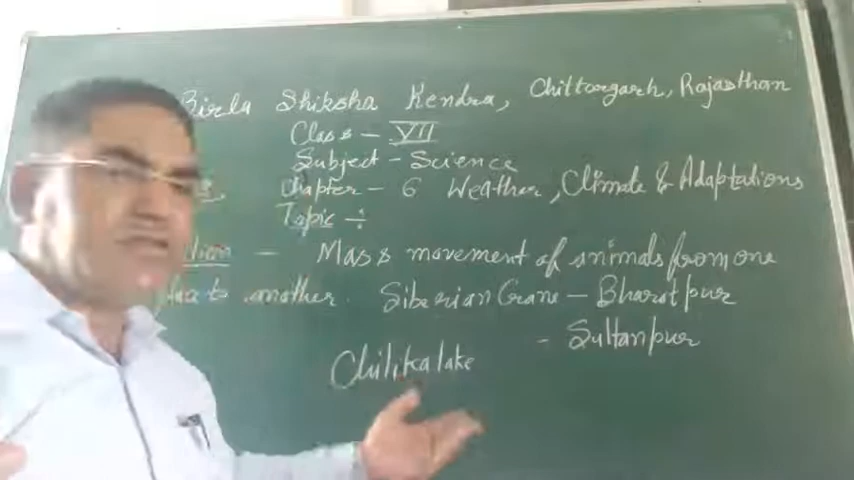 Birla Shiksha Kendra, Chittorgarh, Rajasthan
Class - VII
Subject - Science
Chapter - 6 Weather, Climate & Adaptations
Topic ÷
- Mass movement of animals from one
to another. Siberian Crane - Bharatpur
- Sultanpur
Chilika lake